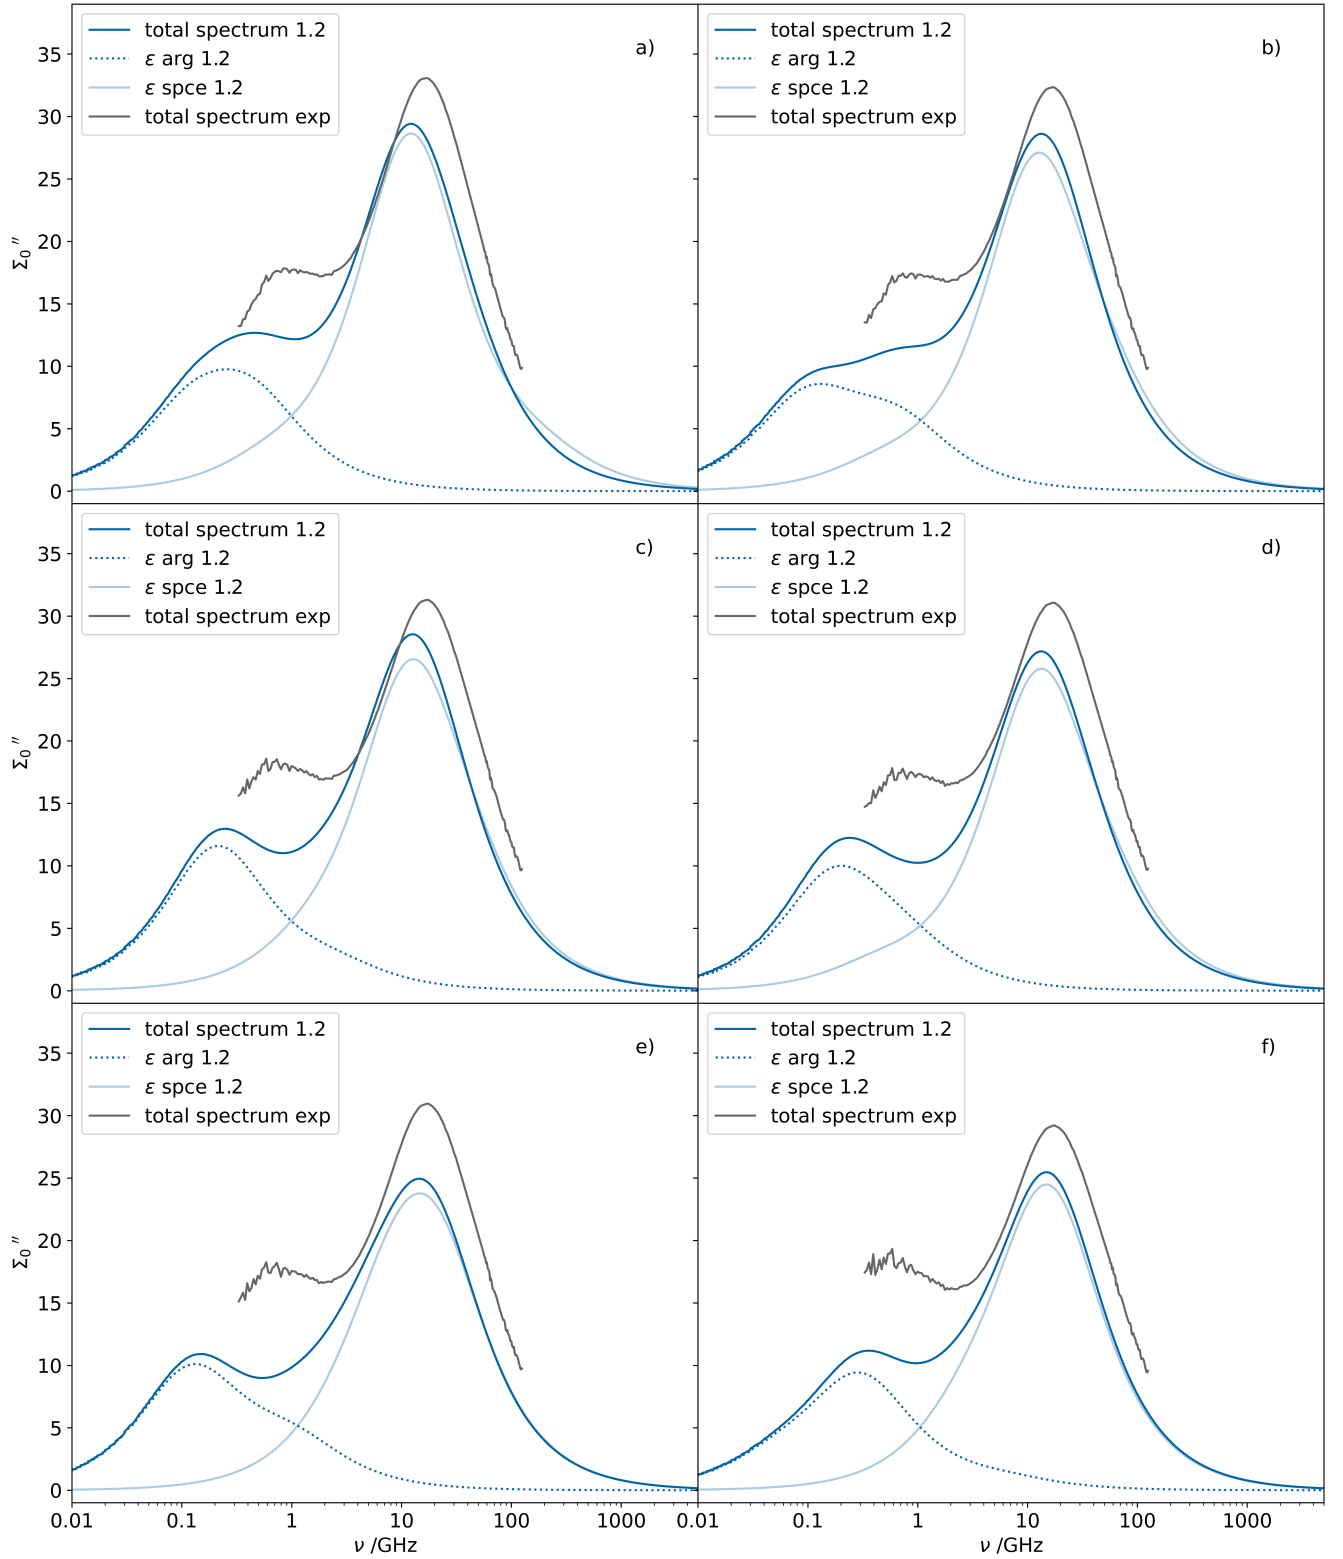 total spectrum 1.2
ε arg 1.2
ε spce 1.2
total spectrum exp
a)
35
30
25
20
15
10
5
0
Σ₀″
total spectrum 1.2
ε arg 1.2
ε spce 1.2
total spectrum exp
b)
total spectrum 1.2
ε arg 1.2
ε spce 1.2
total spectrum exp
c)
35
30
25
20
15
10
5
0
Σ₀″
total spectrum 1.2
ε arg 1.2
ε spce 1.2
total spectrum exp
d)
total spectrum 1.2
ε arg 1.2
ε spce 1.2
total spectrum exp
e)
35
30
25
20
15
10
5
0
Σ₀″
0.01 0.1 1 10 100 1000
ν /GHz
total spectrum 1.2
ε arg 1.2
ε spce 1.2
total spectrum exp
f)
0.01 0.1 1 10 100 1000
ν /GHz